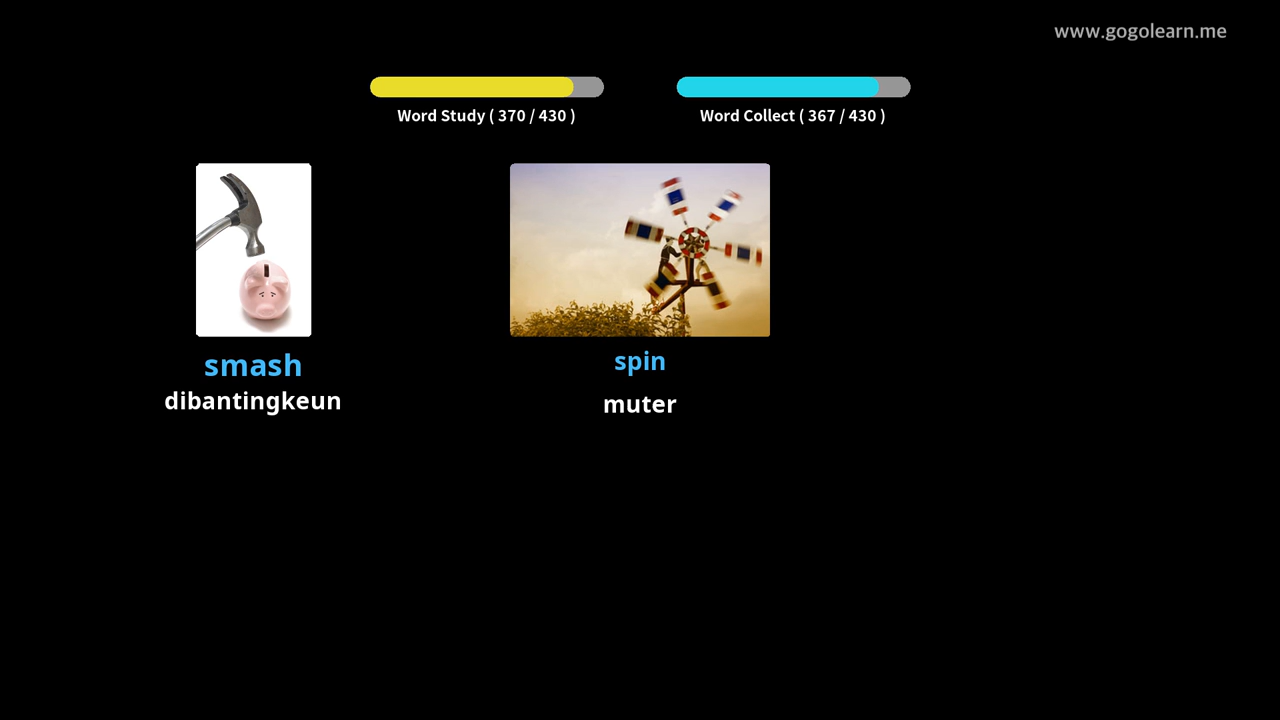 www.gogolearn.me
Word Study ( 370 / 430 )
Word Collect ( 367 / 430 )
smash
dibantingkeun
spin
muter